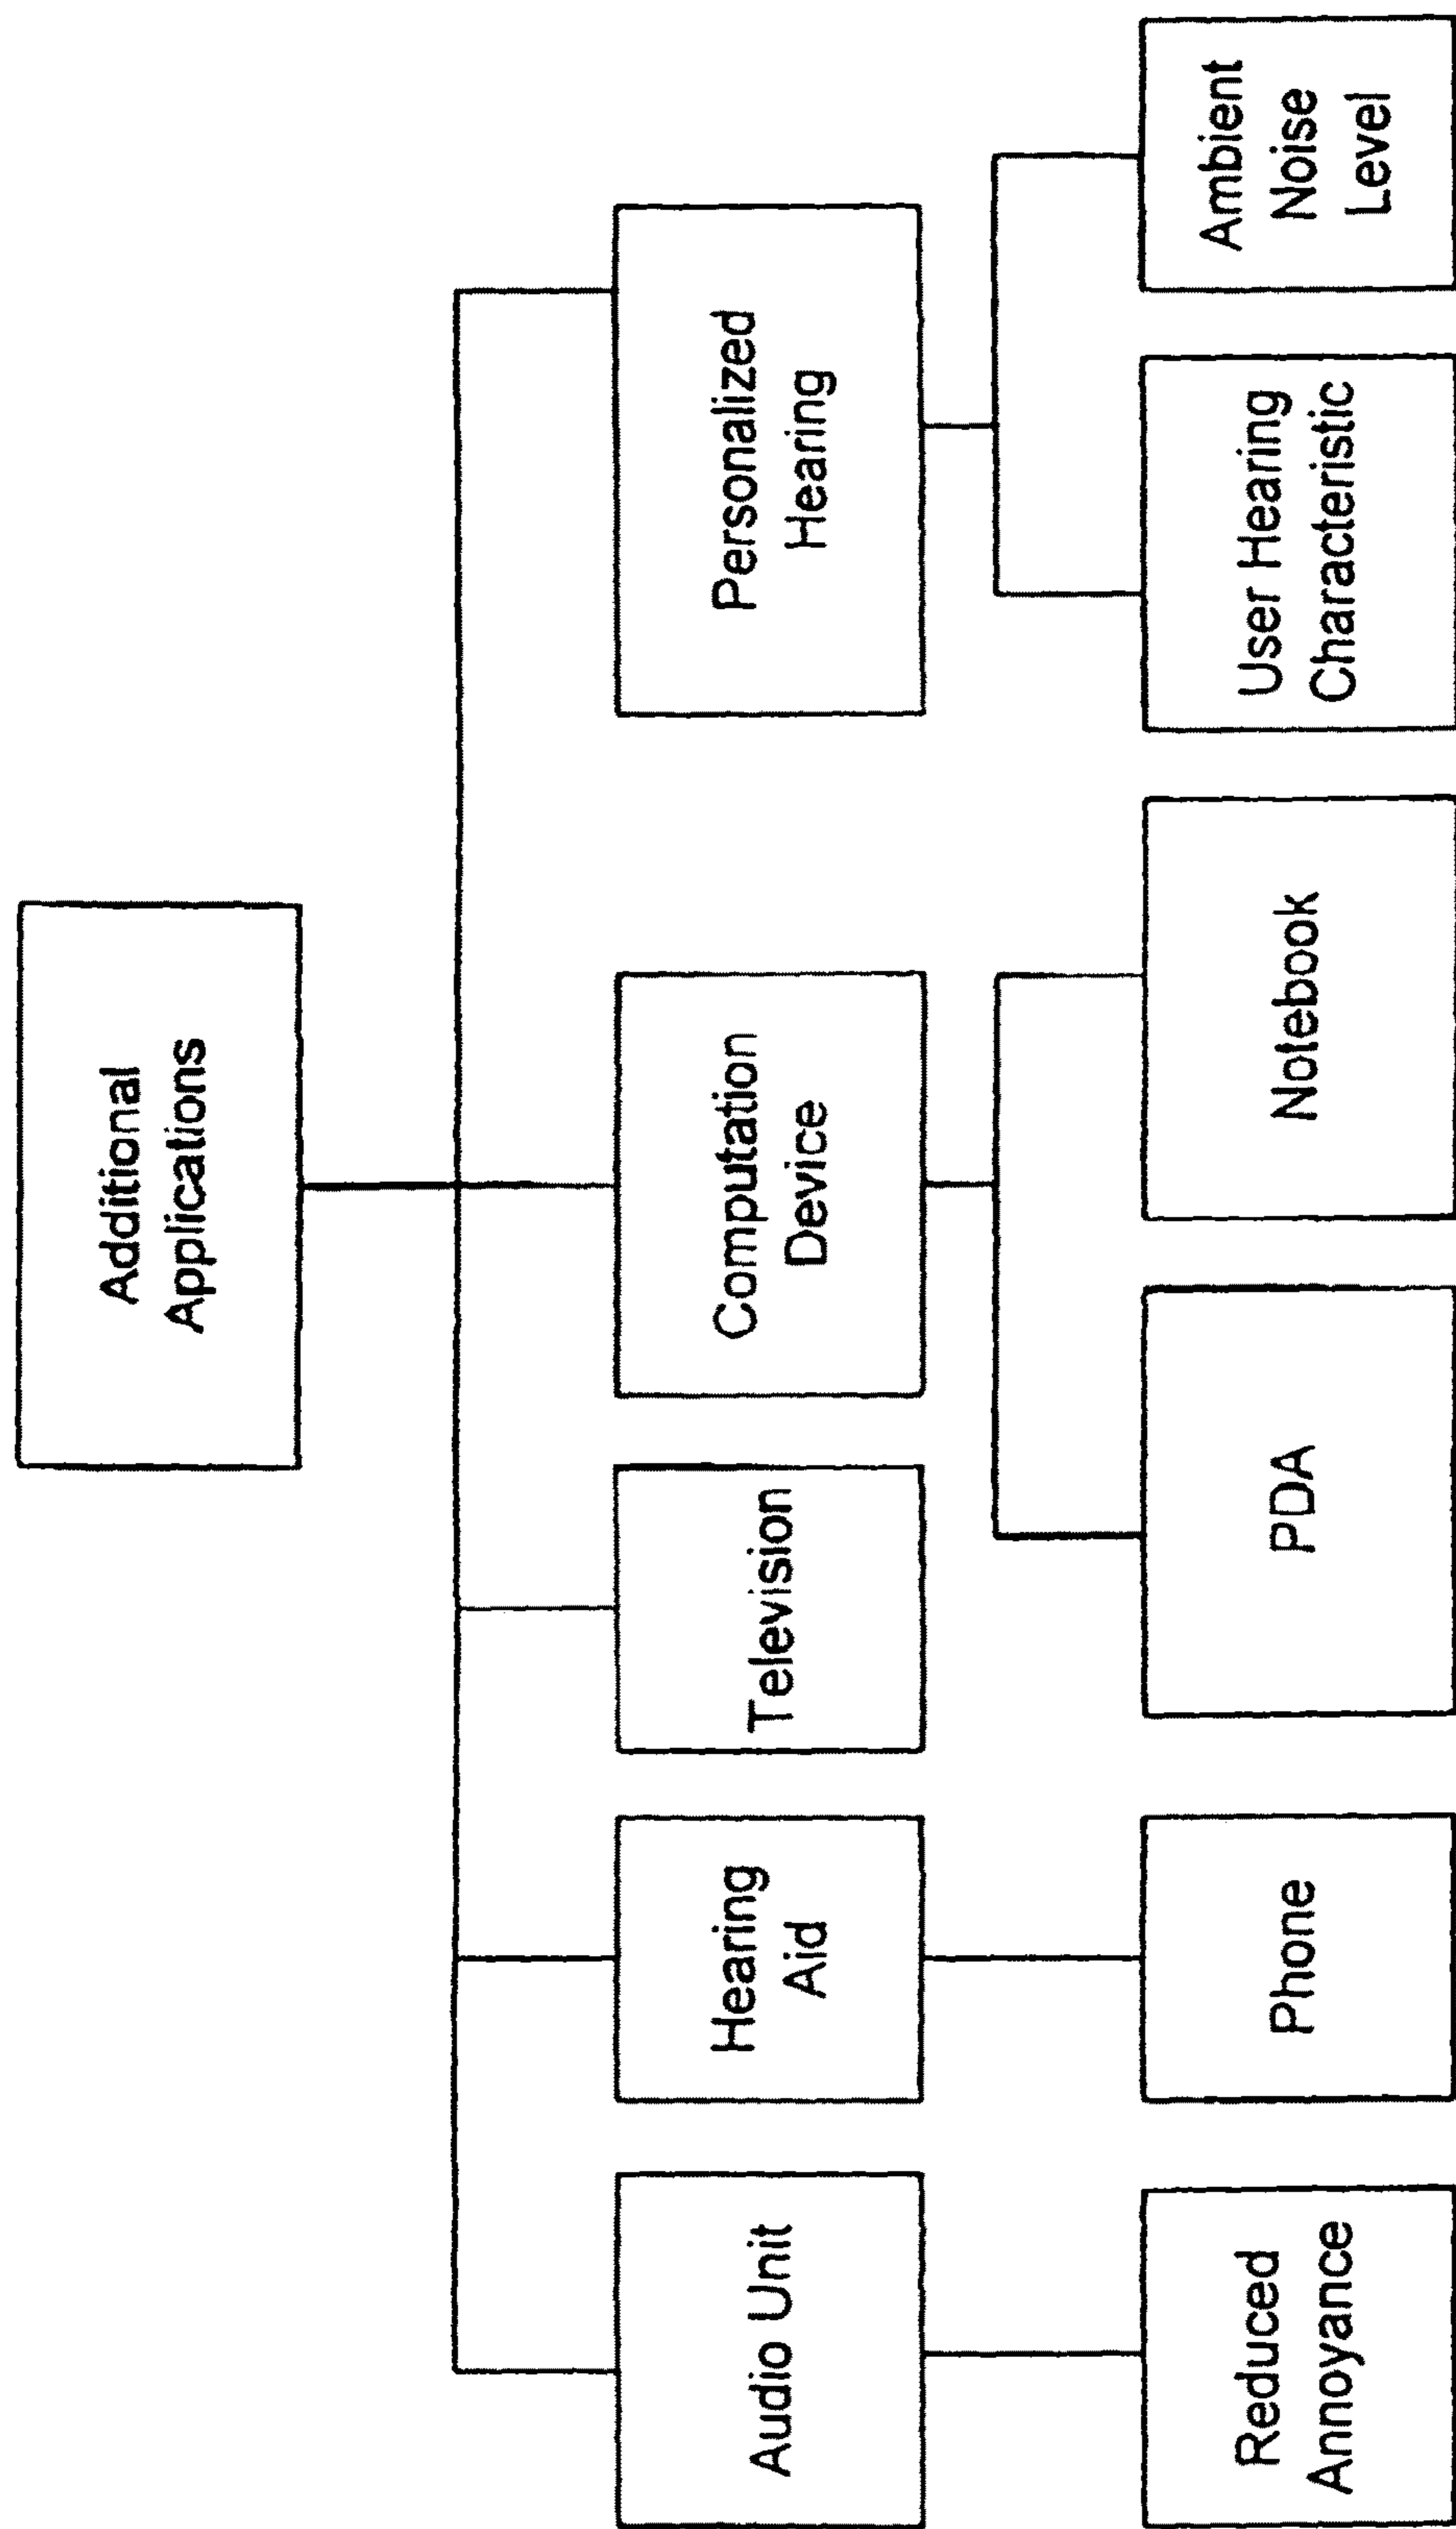 Additional
Applications
Audio Unit
Hearing
Aid
Television
Computation
Device
Personalized
Hearing
Reduced
Annoyance
Phone
PDA
Notebook
User Hearing
Characteristic
Ambient
Noise
Level